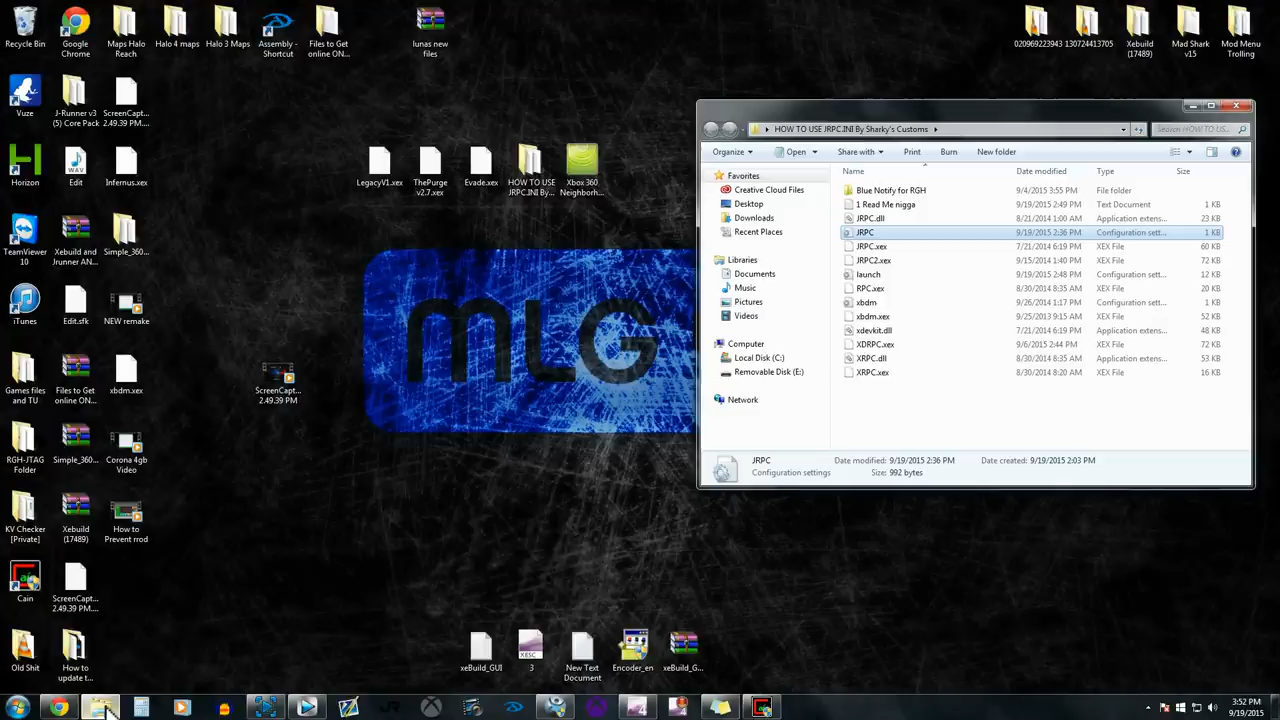 Recycle Bin
Google Chrome
Maps Halo Reach
Halo 4 maps
Halo 3 Maps
Assembly - Shortcut
Files to Get online ON...
lunas new files
020969223943
130724413705
Xebuild (17489)
Mad Shark v15
Mod Menu Trolling
Vuze
J-Runner v3 (5) Core Pack
ScreenCapt... 2.49.39 PM.
Horizon
Edit
WAV
Infernus.xex
LegacyV1.xex
ThePurge v2.7.xex
Evade.xex
HOW TO USE JRPC.INI By...
Xbox 360 Neighborh...
TeamViewer 10
Xebuild and Jrunner AN...
Simple_360...
iTunes
Edit.sfk
NEW remake
Games files and TU
Files to Get online ON...
xbdm.xex
ScreenCapt... 2.49.39 PM
RGH-JTAG Folder
Simple_360...
Corona 4gb Video
KV Checker [Private]
Xebuild (17489)
How to Prevent rrod
Cain
ScreenCapt... 2.49.39 PM....
Old Shit
How to update t...
xeBuild_GUI
XESC
3
New Text Document
Encoder_en
xeBuild_G...
MLG
HOW TO USE JRPC.INI By Sharky's Customs
Search HOW TO US...
Organize
Open
Share with
Print
Burn
New folder
Name
Date modified
Type
Size
Favorites
Creative Cloud Files
Desktop
Downloads
Recent Places
Libraries
Documents
Music
Pictures
Videos
Computer
Local Disk (C:)
Removable Disk (E:)
Network
Blue Notify for RGH 9/4/2015 3:55 PM File folder
1 Read Me nigga 9/19/2015 2:49 PM Text Document 1 KB
JRPC.dll 8/21/2014 1:00 AM Application extens... 23 KB
JRPC 9/19/2015 2:36 PM Configuration sett... 1 KB
JRPC.xex 7/21/2014 6:19 PM XEX File 60 KB
JRPC2.xex 9/15/2014 1:40 PM XEX File 72 KB
launch 9/19/2015 2:48 PM Configuration sett... 12 KB
RPC.xex 8/30/2014 8:35 AM XEX File 20 KB
xbdm 9/26/2014 1:17 PM Configuration sett... 1 KB
xbdm.xex 9/25/2013 9:15 AM XEX File 52 KB
xdevkit.dll 7/21/2014 6:19 PM Application extens... 48 KB
XDRPC.xex 9/6/2015 2:44 PM XEX File 72 KB
XRPC.dll 8/30/2014 8:35 AM Application extens... 53 KB
XRPC.xex 8/30/2014 8:20 AM XEX File 16 KB
JRPC Date modified: 9/19/2015 2:36 PM Date created: 9/19/2015 2:03 PM
Configuration settings Size: 992 bytes
3:52 PM
9/19/2015